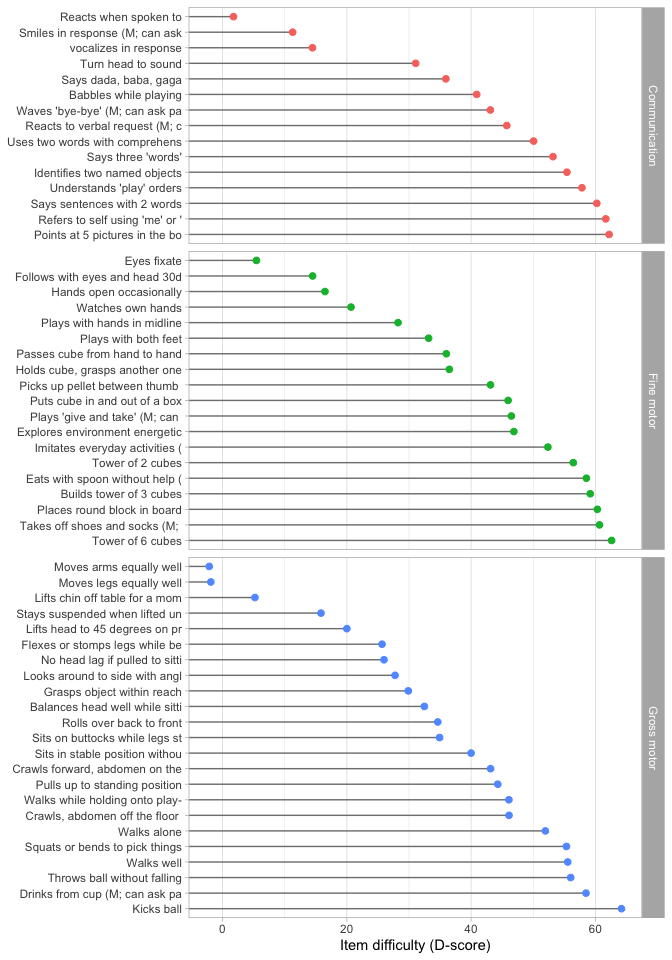 Reacts when spoken to
Smiles in response (M; can ask
vocalizes in response
Turn head to sound
Says dada, baba, gaga
Babbles while playing
Waves 'bye-bye' (M; can ask pa
Reacts to verbal request (M; c
Uses two words with comprehens
Says three 'words'
Identifies two named objects
Understands 'play' orders
Says sentences with 2 words
Refers to self using 'me' or '
Points at 5 pictures in the bo
Communication
Eyes fixate
Follows with eyes and head 30d
Hands open occasionally
Watches own hands
Plays with hands in midline
Plays with both feet
Passes cube from hand to hand
Holds cube, grasps another one
Picks up pellet between thumb
Puts cube in and out of a box
Plays 'give and take' (M; can
Explores environment energetic
Imitates everyday activities (
Tower of 2 cubes
Eats with spoon without help (
Builds tower of 3 cubes
Places round block in board
Takes off shoes and socks (M;
Tower of 6 cubes
Fine motor
Moves arms equally well
Moves legs equally well
Lifts chin off table for a mom
Stays suspended when lifted un
Lifts head to 45 degrees on pr
Flexes or stomps legs while be
No head lag if pulled to sitti
Looks around to side with angl
Grasps object within reach
Balances head well while sitti
Rolls over back to front
Sits on buttocks while legs st
Sits in stable position withou
Crawls forward, abdomen on the
Pulls up to standing position
Walks while holding onto play-
Crawls, abdomen off the floor
Walks alone
Squats or bends to pick things
Walks well
Throws ball without falling
Drinks from cup (M; can ask pa
Kicks ball
Gross motor
0 20 40 60
Item difficulty (D-score)